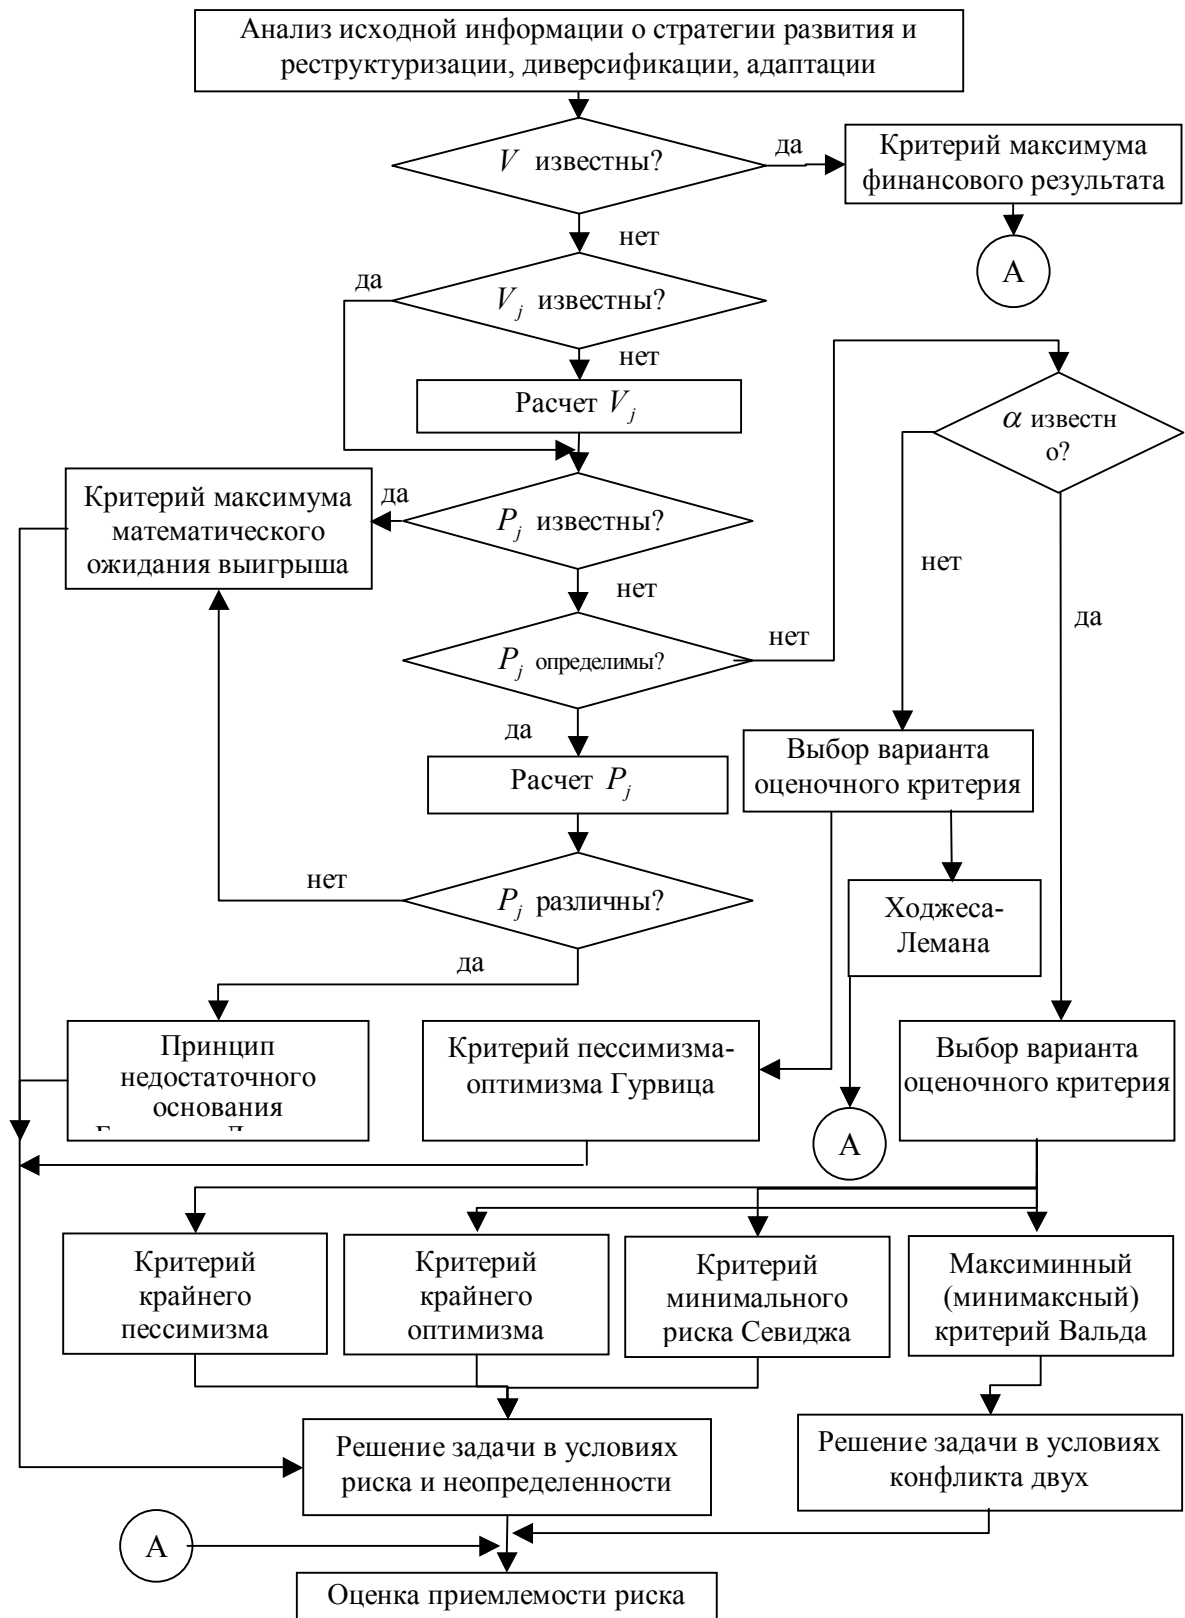 Анализ исходной информации о стратегии развития и
реструктуризации, диверсификации, адаптации
V известны?
да
Критерий максимума
финансового результата
нет
А
да
V_j известны?
нет
Расчет V_j
α известн
о?
Критерий максимума
математического
ожидания выигрыша
да
P_j известны?
нет
нет
да
P_j определимы?
нет
да
Расчет P_j
Выбор варианта
оценочного критерия
нет
P_j различны?
Ходжеса-
Лемана
да
Принцип
недостаточного
основания
Критерий пессимизма-
оптимизма Гурвица
Выбор варианта
оценочного критерия
А
Критерий
крайнего
пессимизма
Критерий
крайнего
оптимизма
Критерий
минимального
риска Севиджа
Максиминный
(минимаксный)
критерий Вальда
Решение задачи в условиях
риска и неопределенности
Решение задачи в условиях
конфликта двух
А
Оценка приемлемости риска